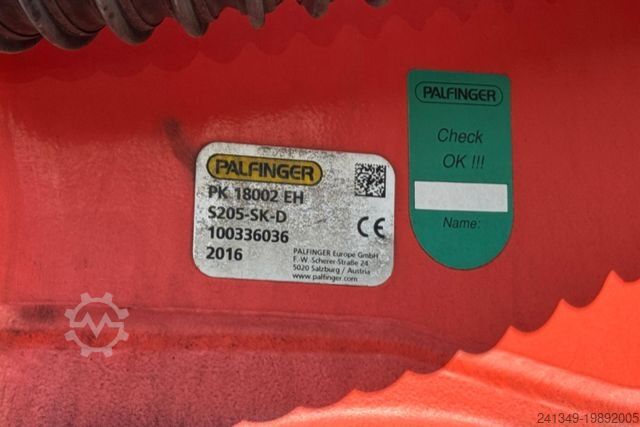 PALFINGER
PK 18002 EH
S205-SK-D
100336036
2016
CE
PALFINGER Europe GmbH
F.-W. Scherer-Straße 24
5020 Salzburg / Austria
www.palfinger.com
PALFINGER
Check
OK !!!
Name:
241349-19892005